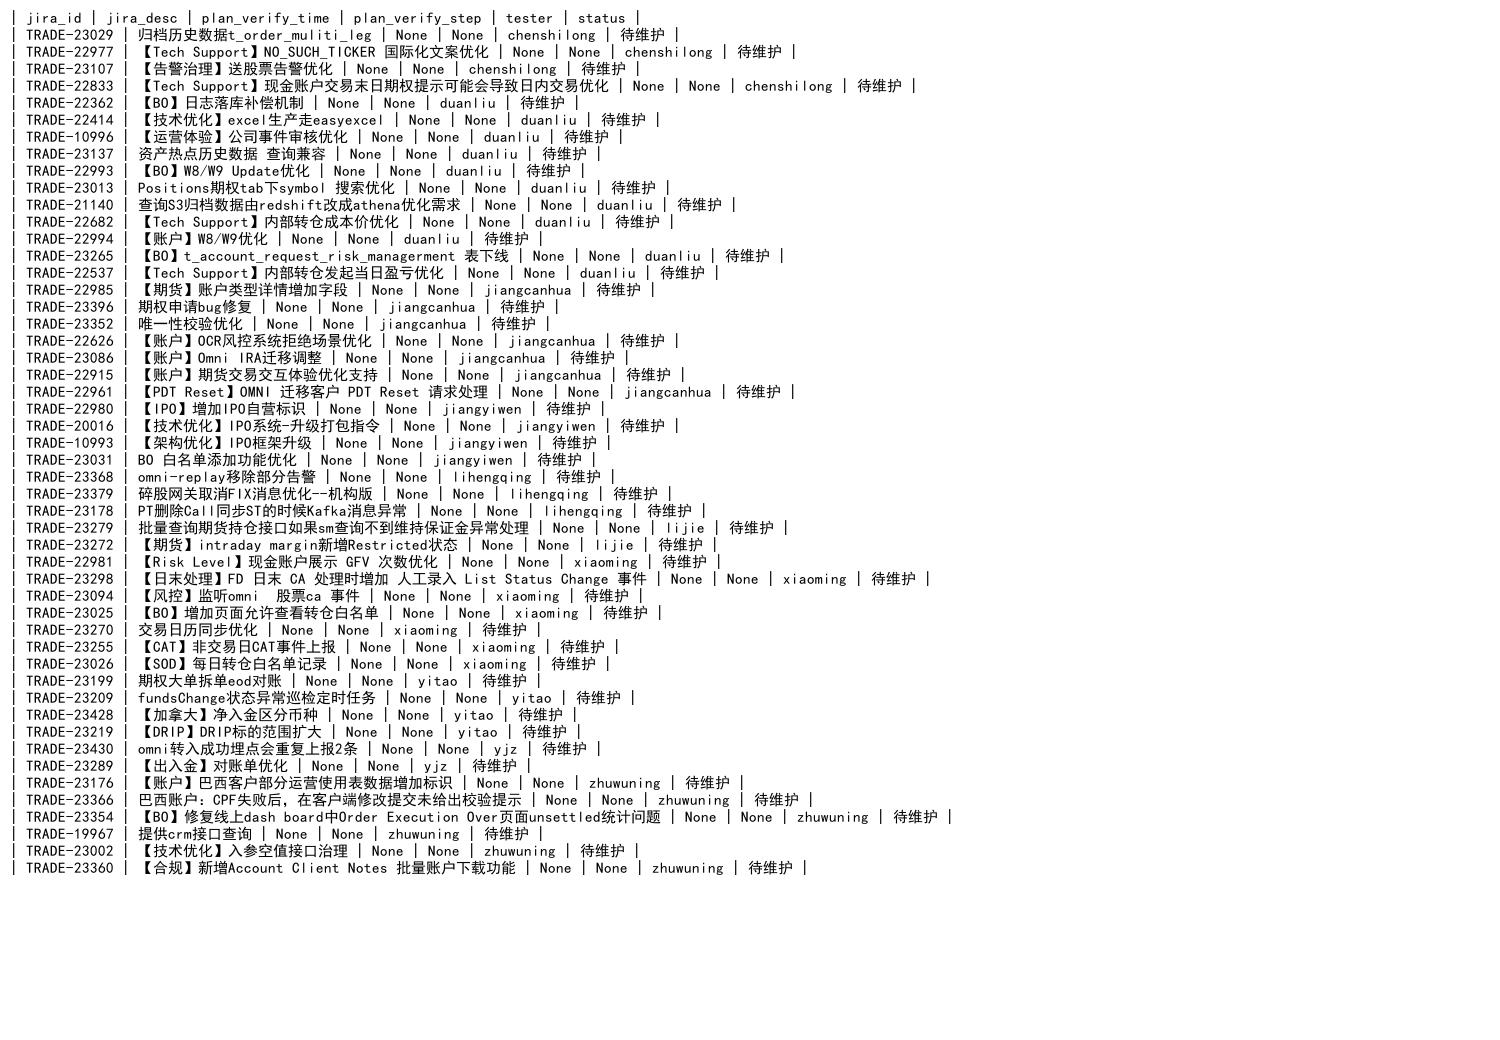 | jira_id | jira_desc | plan_verify_time | plan_verify_step | tester | status |
| TRADE-23029 | 归档历史数据t_order_muliti_leg | None | None | chenshilong | 待维护 |
| TRADE-22977 | 【Tech Support】NO_SUCH_TICKER 国际化文案优化 | None | None | chenshilong | 待维护 |
| TRADE-23107 | 【告警治理】送股票告警优化 | None | None | chenshilong | 待维护 |
| TRADE-22833 | 【Tech Support】现金账户交易末日期权提示可能会导致日内交易优化 | None | None | chenshilong | 待维护 |
| TRADE-22362 | 【BO】日志落库补偿机制 | None | None | duanliu | 待维护 |
| TRADE-22414 | 【技术优化】excel生产走easyexcel | None | None | duanliu | 待维护 |
| TRADE-10996 | 【运营体验】公司事件审核优化 | None | None | duanliu | 待维护 |
| TRADE-23137 | 资产热点历史数据 查询兼容 | None | None | duanliu | 待维护 |
| TRADE-22993 | 【BO】W8/W9 Update优化 | None | None | duanliu | 待维护 |
| TRADE-23013 | Positions期权tab下symbol 搜索优化 | None | None | duanliu | 待维护 |
| TRADE-21140 | 查询S3归档数据由redshift改成athena优化需求 | None | None | duanliu | 待维护 |
| TRADE-22682 | 【Tech Support】内部转仓成本价优化 | None | None | duanliu | 待维护 |
| TRADE-22994 | 【账户】W8/W9优化 | None | None | duanliu | 待维护 |
| TRADE-23265 | 【BO】t_account_request_risk_managerment 表下线 | None | None | duanliu | 待维护 |
| TRADE-22537 | 【Tech Support】内部转仓发起当日盈亏优化 | None | None | duanliu | 待维护 |
| TRADE-22985 | 【期货】账户类型详情增加字段 | None | None | jiangcanhua | 待维护 |
| TRADE-23396 | 期权申请bug修复 | None | None | jiangcanhua | 待维护 |
| TRADE-23352 | 唯一性校验优化 | None | None | jiangcanhua | 待维护 |
| TRADE-22626 | 【账户】OCR风控系统拒绝场景优化 | None | None | jiangcanhua | 待维护 |
| TRADE-23086 | 【账户】Omni IRA迁移调整 | None | None | jiangcanhua | 待维护 |
| TRADE-22915 | 【账户】期货交易交互体验优化支持 | None | None | jiangcanhua | 待维护 |
| TRADE-22961 | 【PDT Reset】OMNI 迁移客户 PDT Reset 请求处理 | None | None | jiangcanhua | 待维护 |
| TRADE-22980 | 【IPO】增加IPO自营标识 | None | None | jiangyiwen | 待维护 |
| TRADE-20016 | 【技术优化】IPO系统-升级打包指令 | None | None | jiangyiwen | 待维护 |
| TRADE-10993 | 【架构优化】IPO框架升级 | None | None | jiangyiwen | 待维护 |
| TRADE-23031 | BO 白名单添加功能优化 | None | None | jiangyiwen | 待维护 |
| TRADE-23368 | omni-replay移除部分告警 | None | None | lihengqing | 待维护 |
| TRADE-23379 | 碎股网关取消FIX消息优化--机构版 | None | None | lihengqing | 待维护 |
| TRADE-23178 | PT删除Call同步ST的时候Kafka消息异常 | None | None | lihengqing | 待维护 |
| TRADE-23279 | 批量查询期货持仓接口如果sm查询不到维持保证金异常处理 | None | None | lijie | 待维护 |
| TRADE-23272 | 【期货】intraday margin新增Restricted状态 | None | None | lijie | 待维护 |
| TRADE-22981 | 【Risk Level】现金账户展示 GFV 次数优化 | None | None | xiaoming | 待维护 |
| TRADE-23298 | 【日末处理】FD 日末 CA 处理时增加 人工录入 List Status Change 事件 | None | None | xiaoming | 待维护 |
| TRADE-23094 | 【风控】监听omni  股票ca 事件 | None | None | xiaoming | 待维护 |
| TRADE-23025 | 【BO】增加页面允许查看转仓白名单 | None | None | xiaoming | 待维护 |
| TRADE-23270 | 交易日历同步优化 | None | None | xiaoming | 待维护 |
| TRADE-23255 | 【CAT】非交易日CAT事件上报 | None | None | xiaoming | 待维护 |
| TRADE-23026 | 【SOD】每日转仓白名单记录 | None | None | xiaoming | 待维护 |
| TRADE-23199 | 期权大单拆单eod对账 | None | None | yitao | 待维护 |
| TRADE-23209 | fundsChange状态异常巡检定时任务 | None | None | yitao | 待维护 |
| TRADE-23428 | 【加拿大】净入金区分币种 | None | None | yitao | 待维护 |
| TRADE-23219 | 【DRIP】DRIP标的范围扩大 | None | None | yitao | 待维护 |
| TRADE-23430 | omni转入成功埋点会重复上报2条 | None | None | yjz | 待维护 |
| TRADE-23289 | 【出入金】对账单优化 | None | None | yjz | 待维护 |
| TRADE-23176 | 【账户】巴西客户部分运营使用表数据增加标识 | None | None | zhuwuning | 待维护 |
| TRADE-23366 | 巴西账户：CPF失败后，在客户端修改提交未给出校验提示 | None | None | zhuwuning | 待维护 |
| TRADE-23354 | 【BO】修复线上dash board中Order Execution Over页面unsettled统计问题 | None | None | zhuwuning | 待维护 |
| TRADE-19967 | 提供crm接口查询 | None | None | zhuwuning | 待维护 |
| TRADE-23002 | 【技术优化】入参空值接口治理 | None | None | zhuwuning | 待维护 |
| TRADE-23360 | 【合规】新增Account Client Notes 批量账户下载功能 | None | None | zhuwuning | 待维护 |